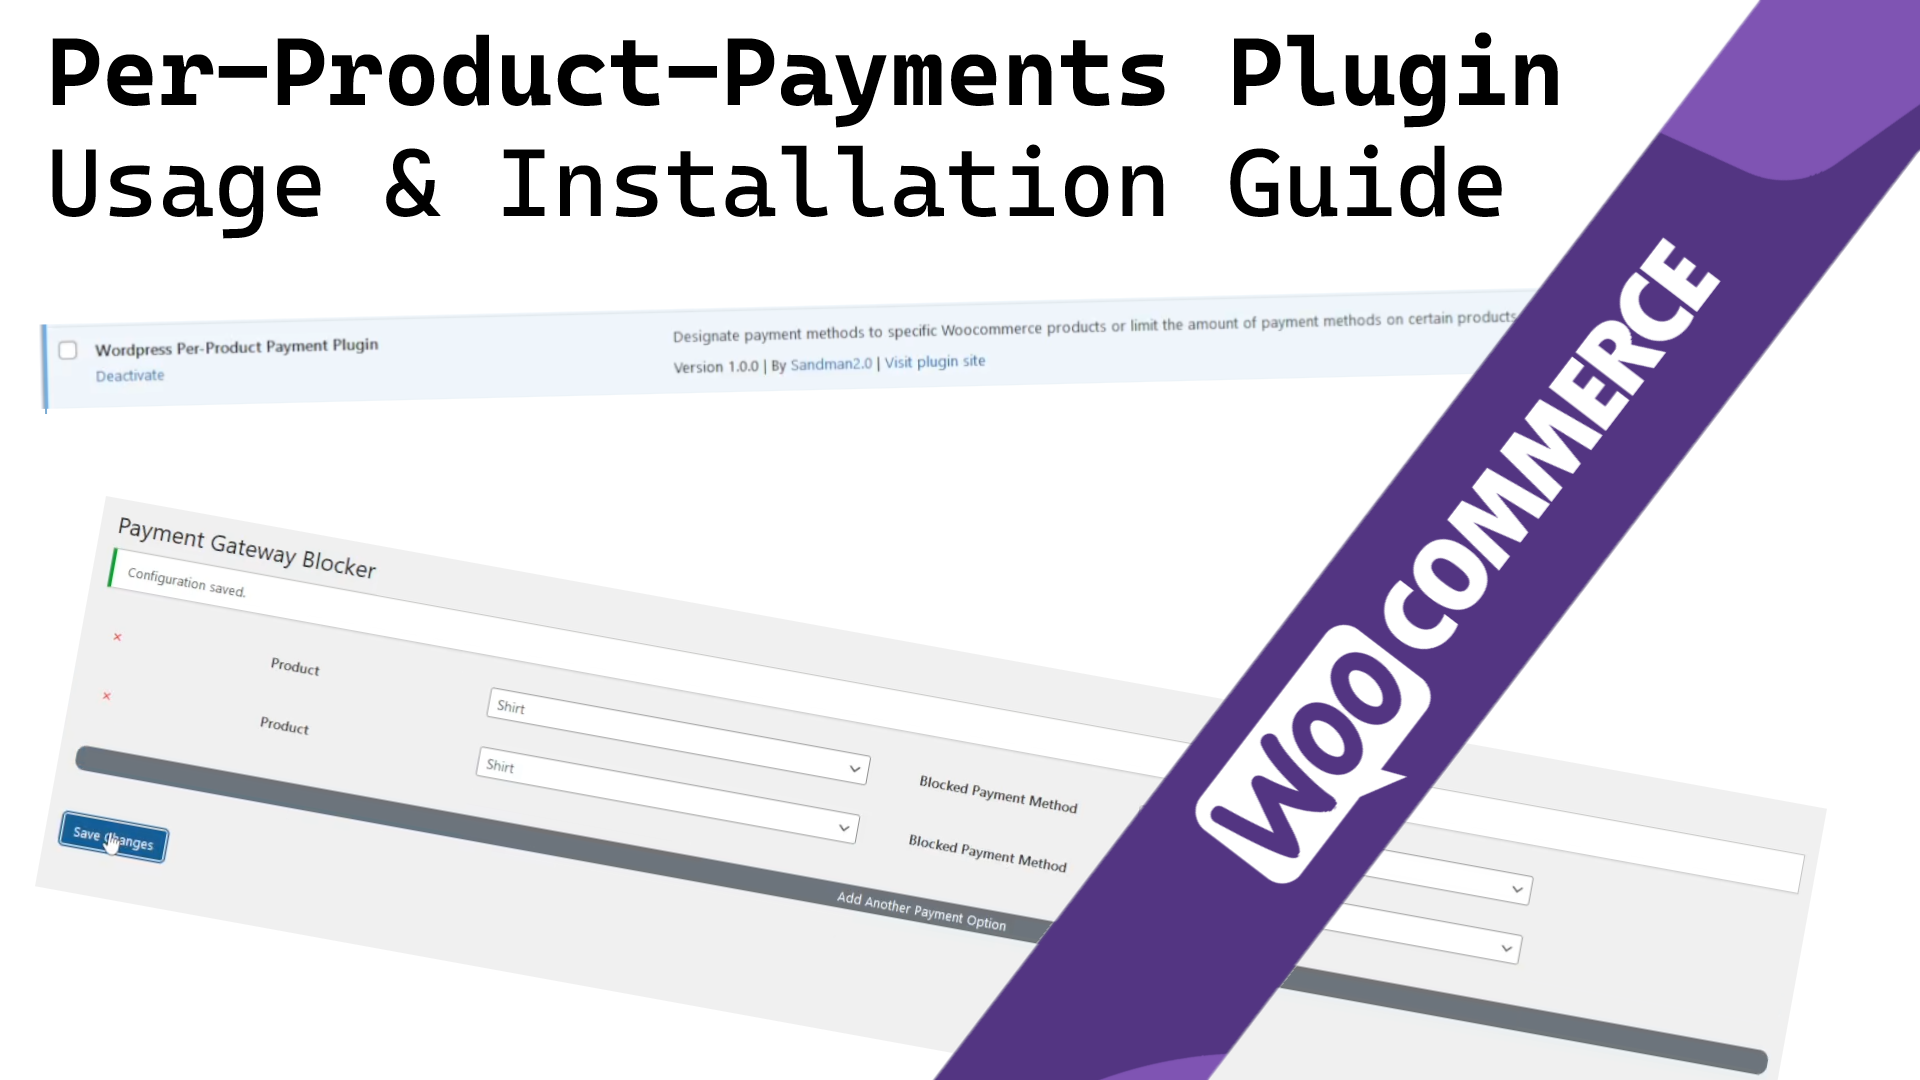 Per-Product-Payments Plugin
Usage & Installation Guide
Wordpress Per-Product Payment Plugin
Deactivate
Designate payment methods to specific Woocommerce products or limit the amount of payment methods on certain products
Version 1.0.0 | By Sandman2.0 | Visit plugin site
Payment Gateway Blocker
Configuration saved.
×
Product
Shirt
Blocked Payment Method
×
Product
Shirt
Blocked Payment Method
Add Another Payment Option
Save Changes
WOOCOMMERCE